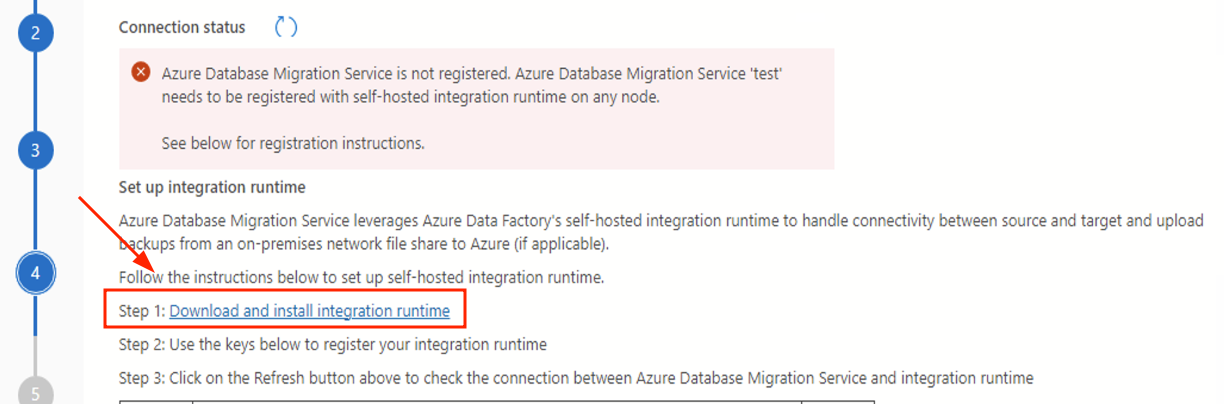 2
Connection status
Azure Database Migration Service is not registered. Azure Database Migration Service 'test'
needs to be registered with self-hosted integration runtime on any node.
See below for registration instructions.
3
Set up integration runtime
Azure Database Migration Service leverages Azure Data Factory's self-hosted integration runtime to handle connectivity between source and target and upload
backups from an on-premises network file share to Azure (if applicable).
4
Follow the instructions below to set up self-hosted integration runtime.
Step 1: Download and install integration runtime
Step 2: Use the keys below to register your integration runtime
Step 3: Click on the Refresh button above to check the connection between Azure Database Migration Service and integration runtime
5